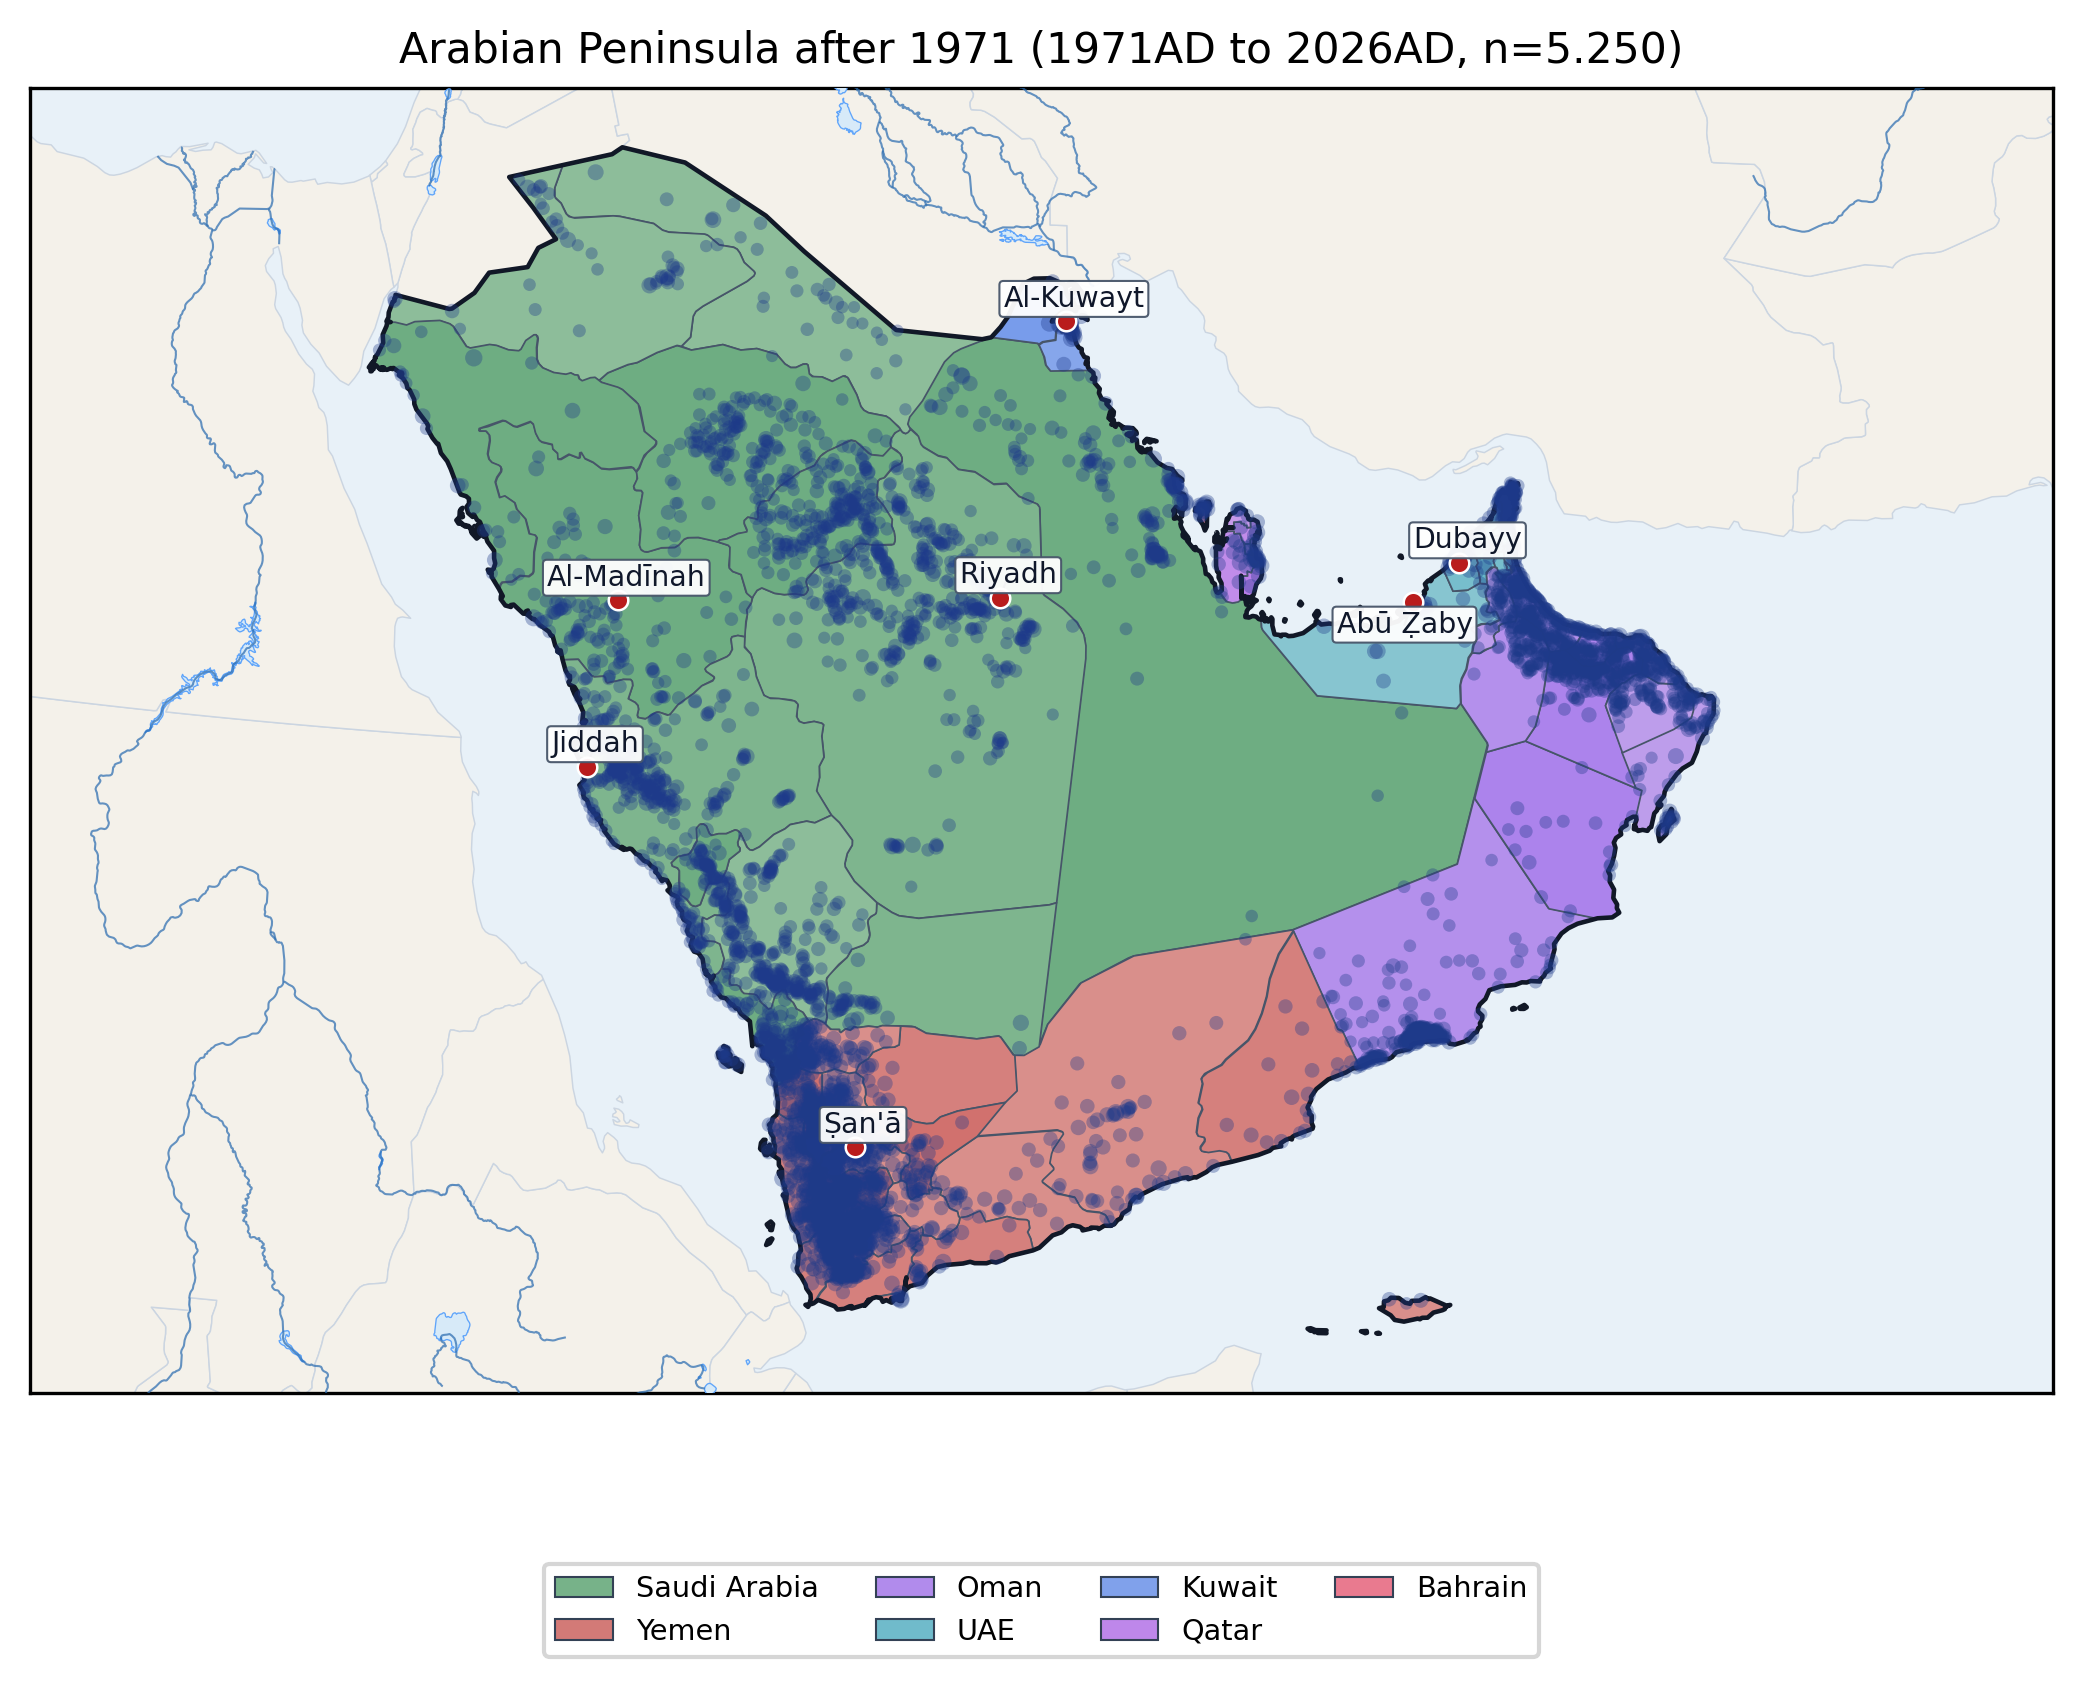 Arabian Peninsula after 1971 (1971AD to 2026AD, n=5.250)
Al-Kuwayt
Dubayy
Al-Madīnah
Riyadh
Abū Ẓaby
Jiddah
Ṣan'ā
Saudi Arabia
Oman
Kuwait
Bahrain
Yemen
UAE
Qatar